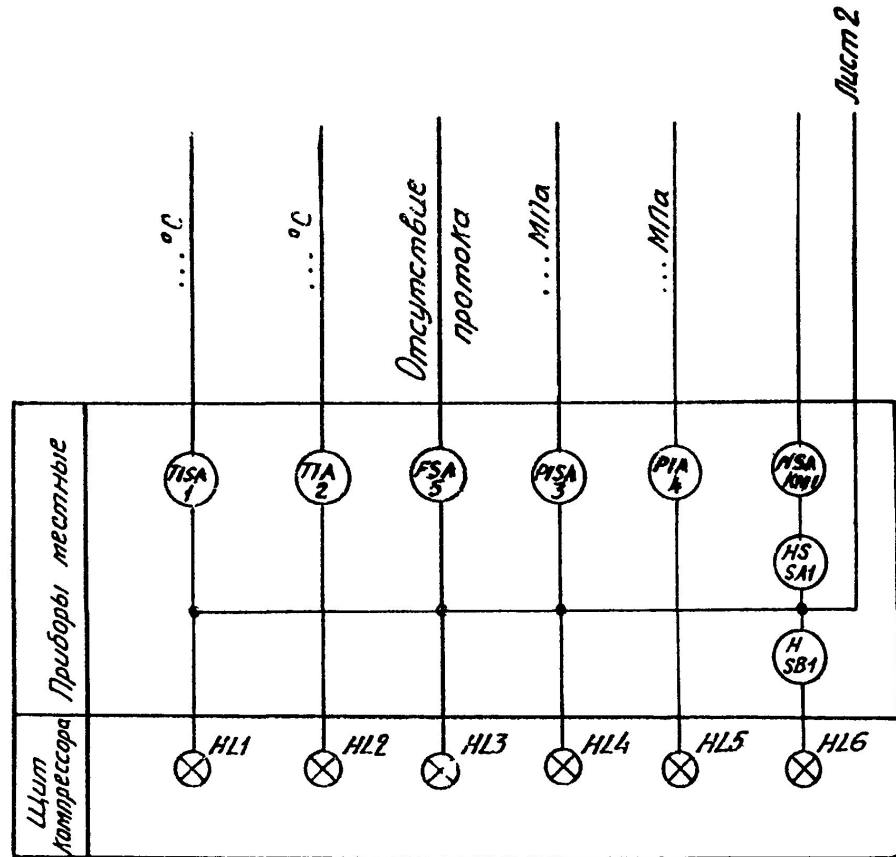 Лист 2
...°С
...°С
Отсутствие
протока
...МПа
...МПа
Приборы местные
TISA
1
TIA
2
FSA
5
PISA
3
PIA
4
NSA
KM1
HS
SA1
H
SB1
Щит
компрессора
HL1
HL2
HL3
HL4
HL5
HL6